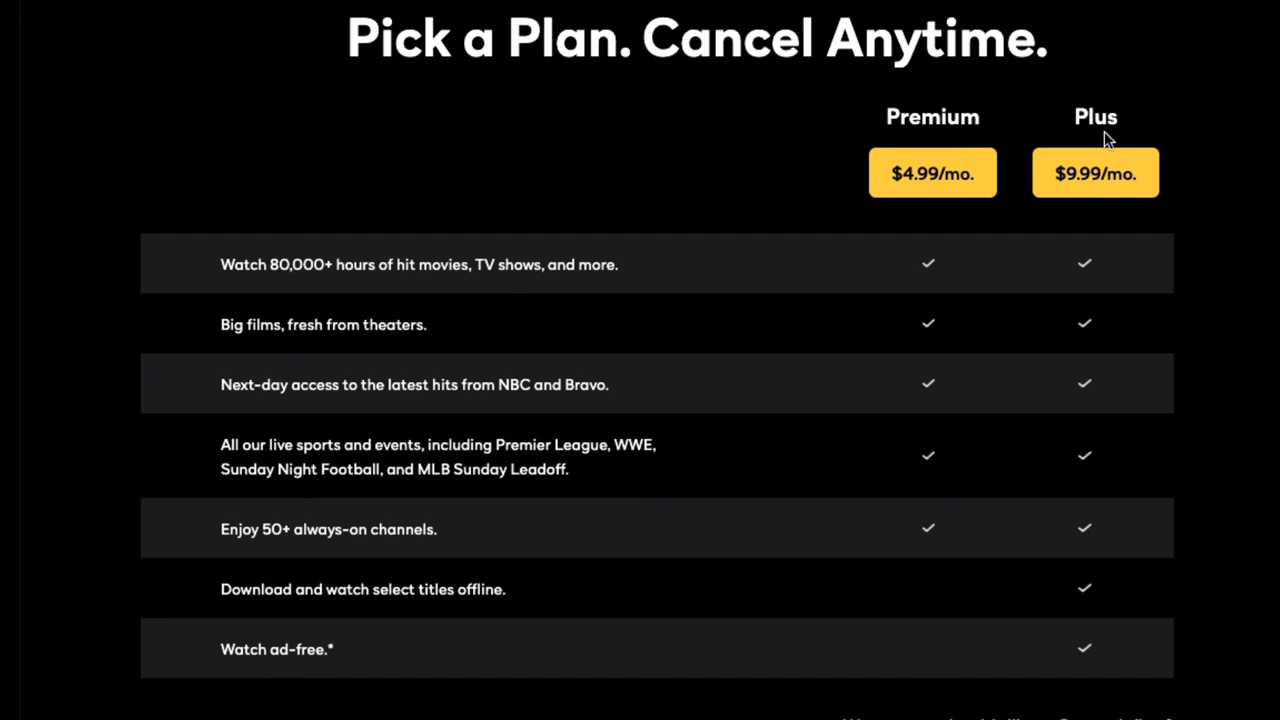 Pick a Plan. Cancel Anytime.
Premium
Plus
$4.99/mo.
$9.99/mo.
Watch 80,000+ hours of hit movies, TV shows, and more.
Big films, fresh from theaters.
Next-day access to the latest hits from NBC and Bravo.
All our live sports and events, including Premier League, WWE,
Sunday Night Football, and MLB Sunday Leadoff.
Enjoy 50+ always-on channels.
Download and watch select titles offline.
Watch ad-free.*